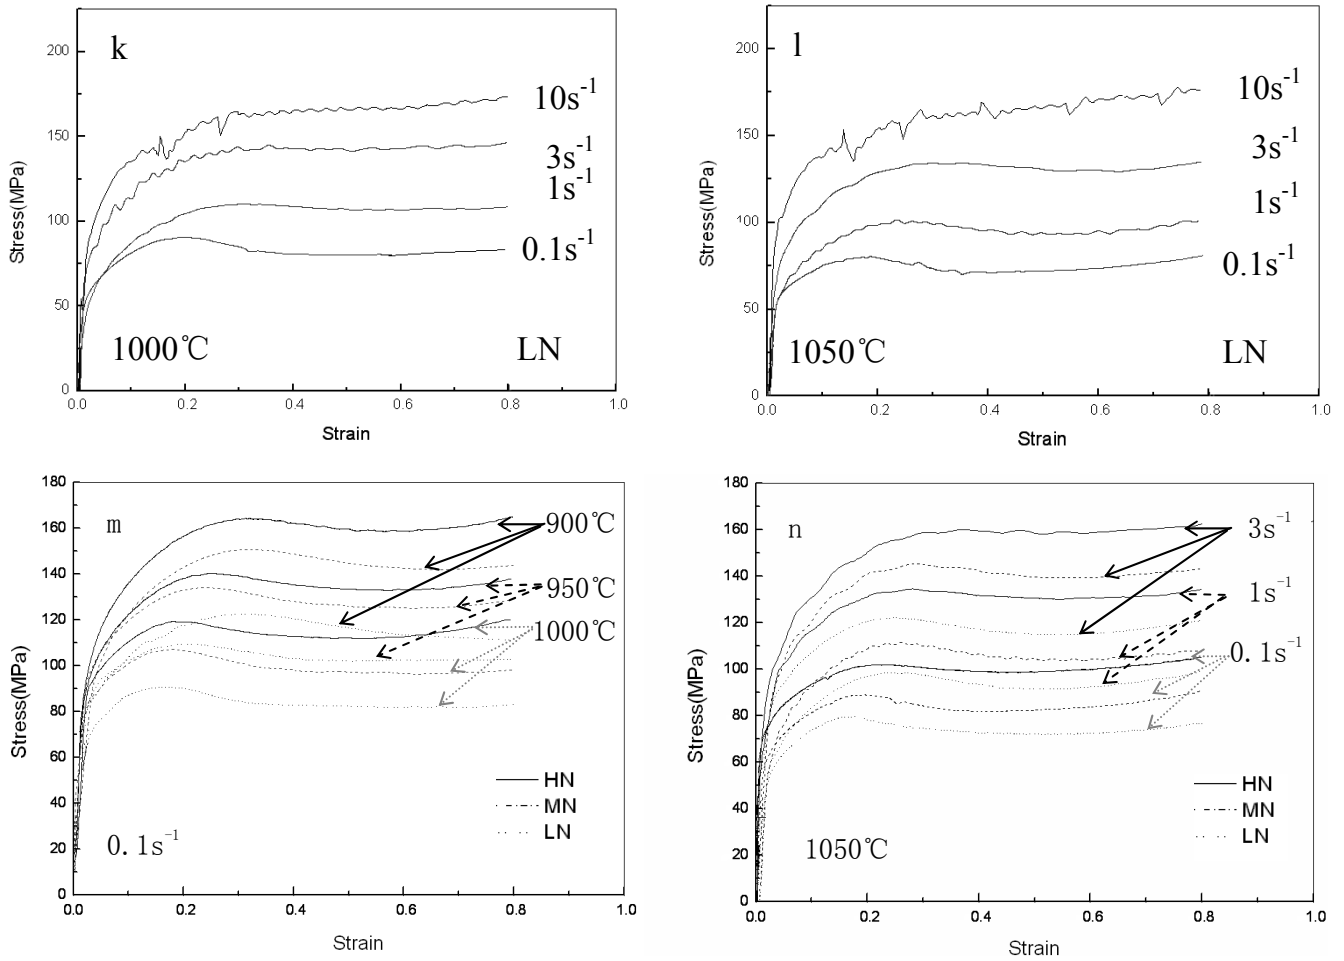 k
200
150
100
50
0
Stress(MPa)
10s⁻¹
3s⁻¹
1s⁻¹
0.1s⁻¹
1000℃
LN
0.0
0.2
0.4
0.6
0.8
1.0
Strain
l
200
150
100
50
0
Stress(MPa)
10s⁻¹
3s⁻¹
1s⁻¹
0.1s⁻¹
1050℃
LN
0.0
0.2
0.4
0.6
0.8
1.0
Strain
m
180
160
140
120
100
80
60
40
20
0
Stress(MPa)
900℃
950℃
1000℃
HN
MN
LN
0.1s⁻¹
0.0
0.2
0.4
0.6
0.8
1.0
Strain
n
180
160
140
120
100
80
60
40
20
0
Stress(MPa)
3s⁻¹
1s⁻¹
0.1s⁻¹
HN
MN
LN
1050℃
0.0
0.2
0.4
0.6
0.8
1.0
Strain